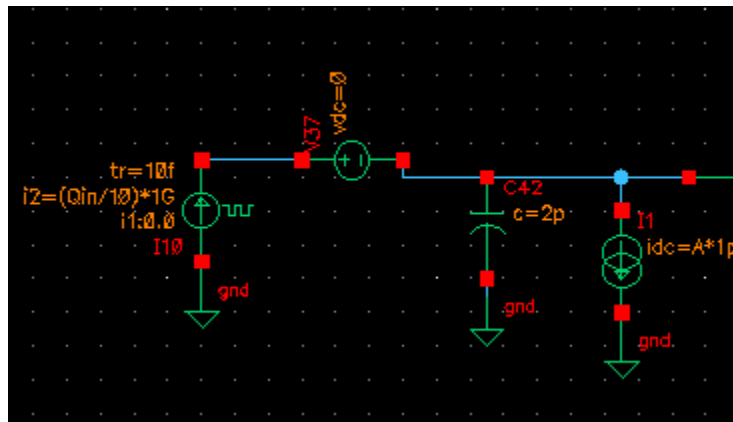 vdc=0
V37
tr=10f
i2=(Qin/10)*1G
i1:0.0
I10
gnd
C42
c=2p
gnd
I1
idc=A*1p
gnd